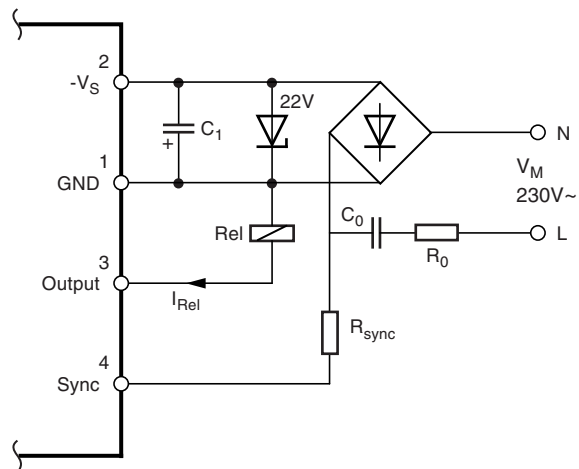 2
-VS
22V
C1
+
N
1
GND
VM
230V~
C0
Rel
L
R0
3
Output
IRel
Rsync
4
Sync